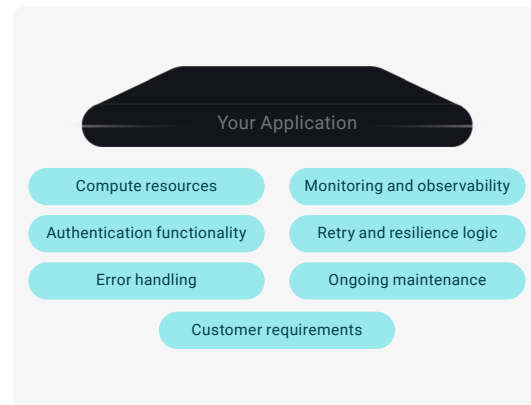 Your Application
Compute resources
Monitoring and observability
Authentication functionality
Retry and resilience logic
Error handling
Ongoing maintenance
Customer requirements